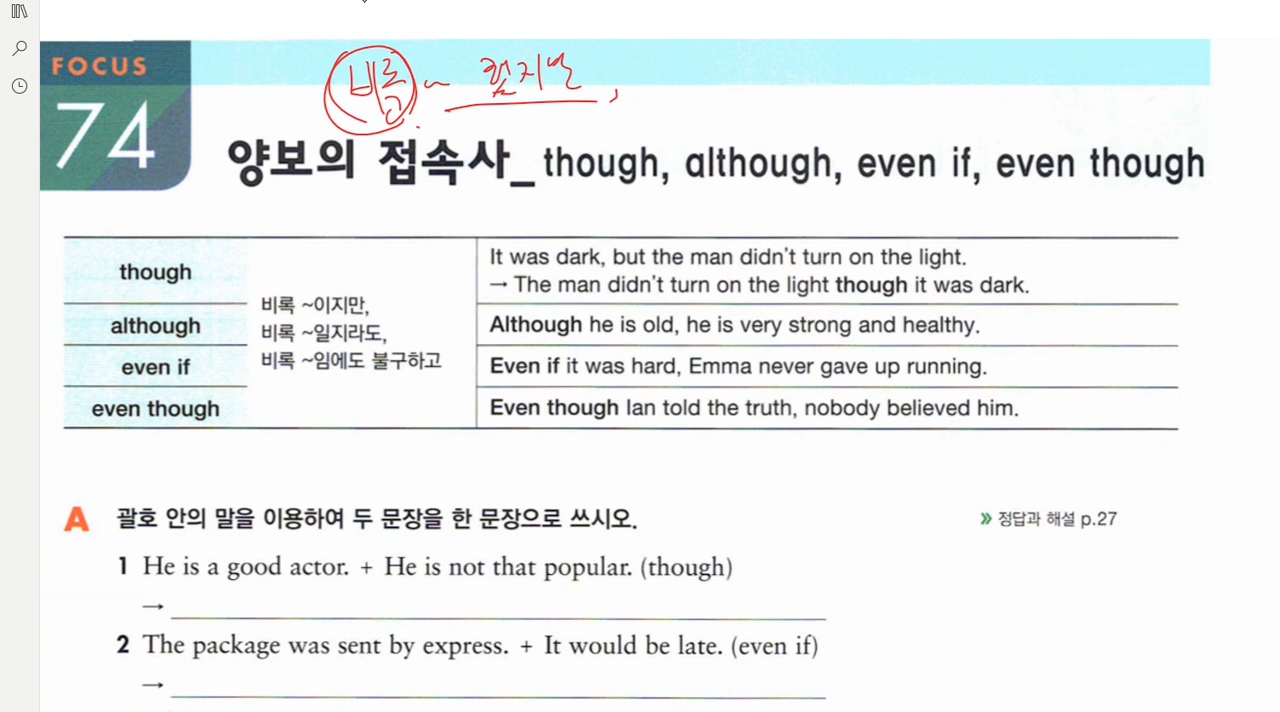 FOCUS
74
비록 ~ 했지만,
양보의 접속사_ though, although, even if, even though
though
although
even if
even though
비록 ~이지만,
비록 ~일지라도,
비록 ~임에도 불구하고
It was dark, but the man didn't turn on the light.
→ The man didn't turn on the light though it was dark.
Although he is old, he is very strong and healthy.
Even if it was hard, Emma never gave up running.
Even though Ian told the truth, nobody believed him.
A 괄호 안의 말을 이용하여 두 문장을 한 문장으로 쓰시오.
» 정답과 해설 p.27
1 He is a good actor. + He is not that popular. (though)
→
2 The package was sent by express. + It would be late. (even if)
→